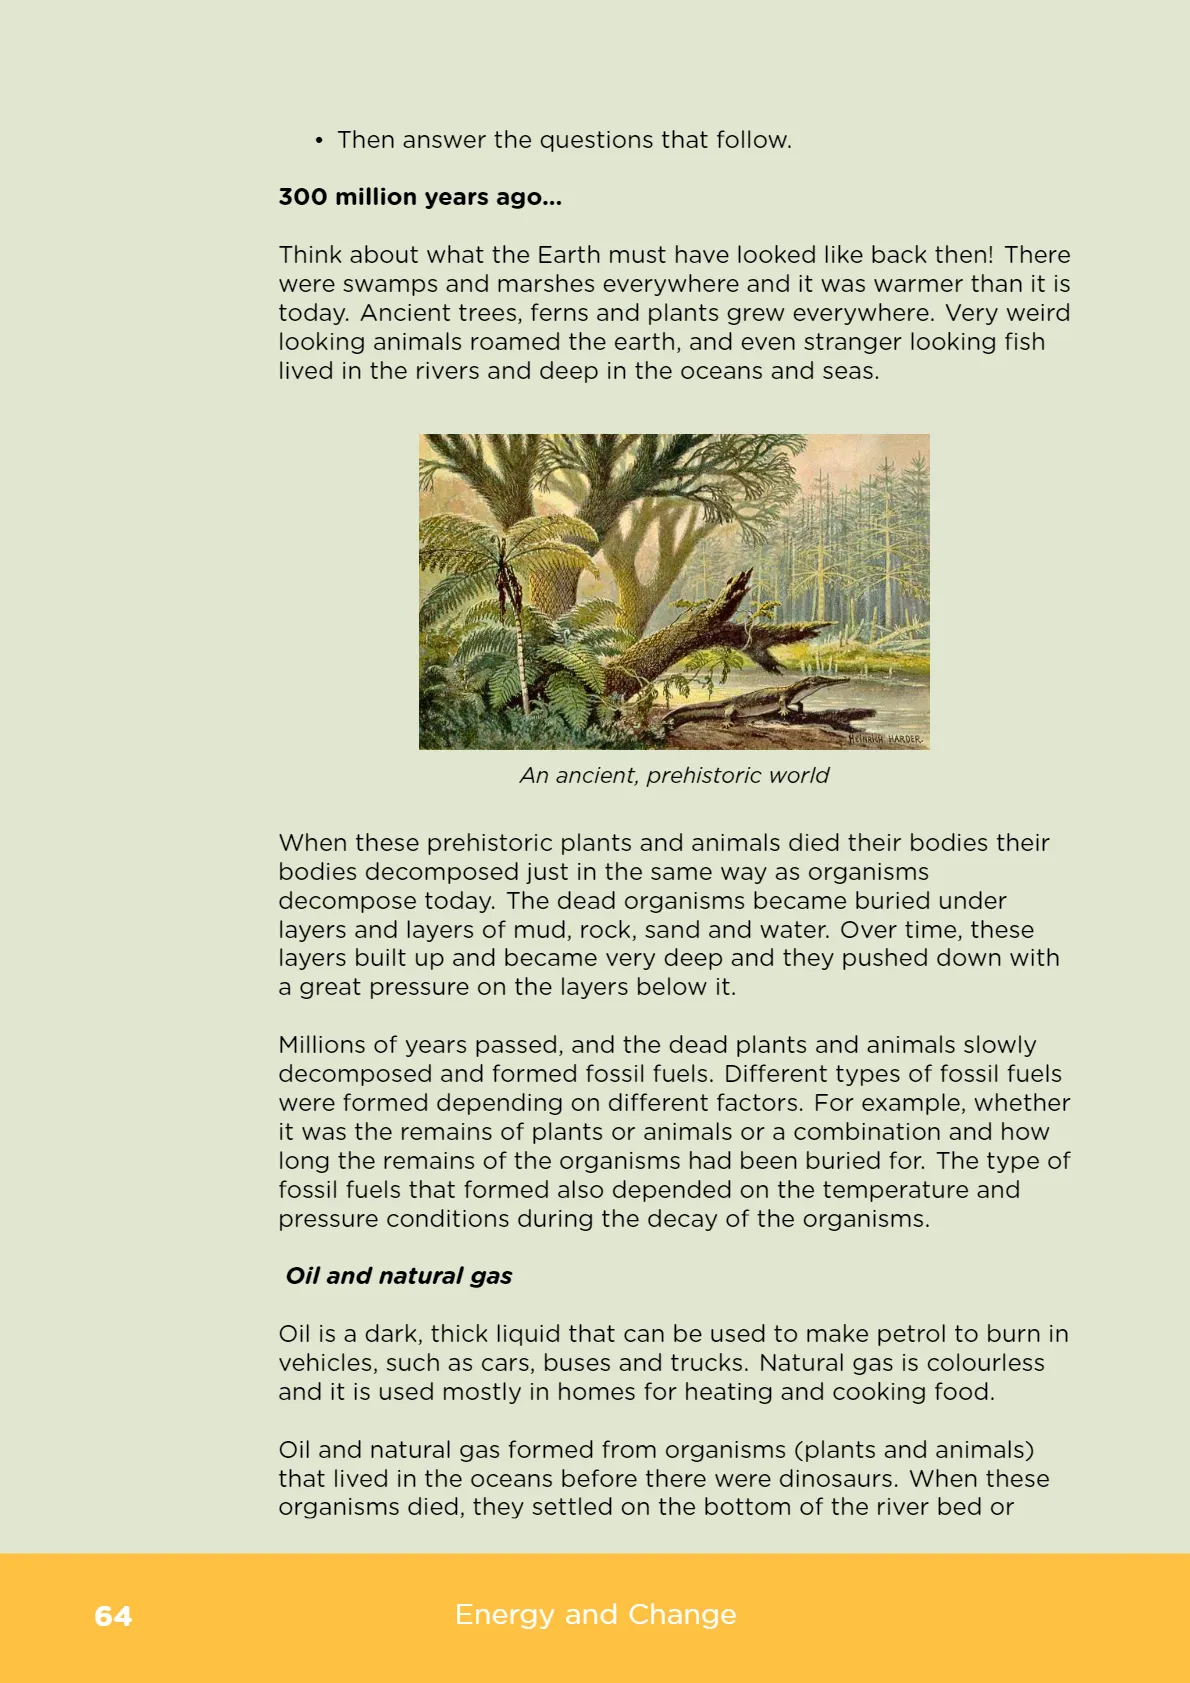 • Then answer the questions that follow.
300 million years ago...
Think about what the Earth must have looked like back then! There
were swamps and marshes everywhere and it was warmer than it is
today. Ancient trees, ferns and plants grew everywhere. Very weird
looking animals roamed the earth, and even stranger looking fish
lived in the rivers and deep in the oceans and seas.
HEINRICH HARDER.
An ancient, prehistoric world
When these prehistoric plants and animals died their bodies their
bodies decomposed just in the same way as organisms
decompose today. The dead organisms became buried under
layers and layers of mud, rock, sand and water. Over time, these
layers built up and became very deep and they pushed down with
a great pressure on the layers below it.
Millions of years passed, and the dead plants and animals slowly
decomposed and formed fossil fuels. Different types of fossil fuels
were formed depending on different factors. For example, whether
it was the remains of plants or animals or a combination and how
long the remains of the organisms had been buried for. The type of
fossil fuels that formed also depended on the temperature and
pressure conditions during the decay of the organisms.
Oil and natural gas
Oil is a dark, thick liquid that can be used to make petrol to burn in
vehicles, such as cars, buses and trucks. Natural gas is colourless
and it is used mostly in homes for heating and cooking food.
Oil and natural gas formed from organisms (plants and animals)
that lived in the oceans before there were dinosaurs. When these
organisms died, they settled on the bottom of the river bed or
64
Energy and Change